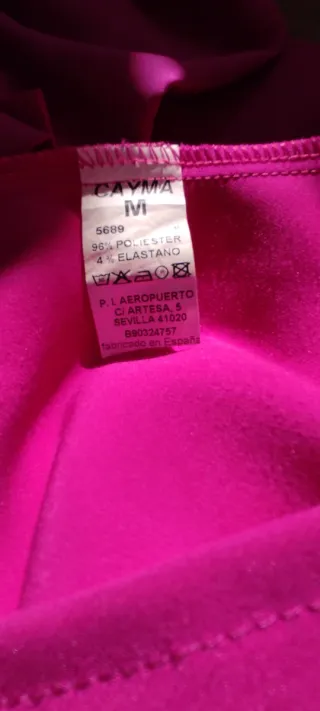 CAYMA
M
5689
96% POLIESTER
4 % ELASTANO
P. I. AEROPUERTO
C/ ARTESA, 5
SEVILLA 41020
B90324757
fabricado en España